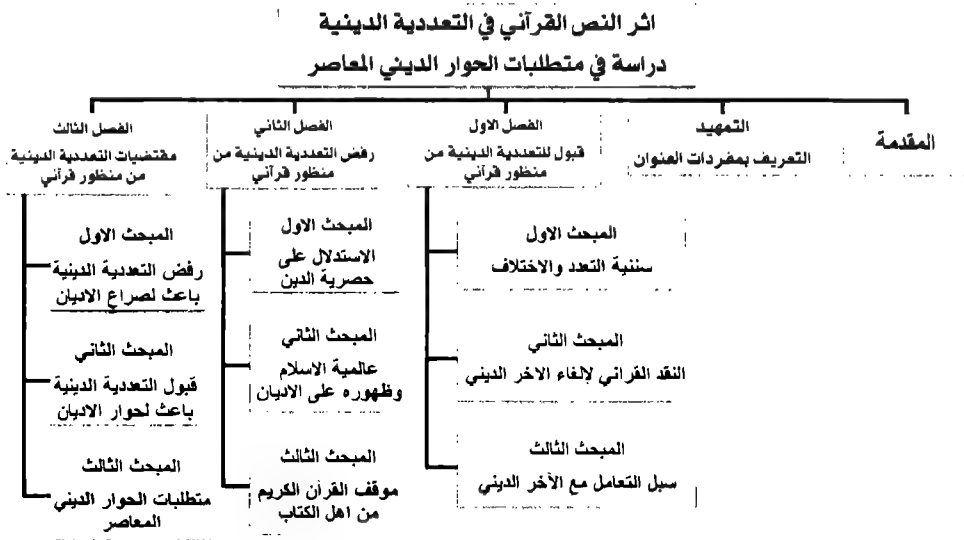 اثر النص القرآني في التعددية الدينية
دراسة في متطلبات الحوار الديني المعاصر
المقدمة
التمهيد
التعريف بمفردات العنوان
الفصل الاول
قبول للتعددية الدينية من
منظور قرآني
المبحث الاول
سننية التعدد والاختلاف
المبحث الثاني
النقد القراني لإلغاء الاخر الديني
المبحث الثالث
سبل التعامل مع الآخر الديني
الفصل الثاني
رفض التعددية الدينية من
منظور قرآني
المبحث الاول
الاستدلال على
حصرية الدين
المبحث الثاني
عالمية الاسلام
وظهوره على الاديان
المبحث الثالث
موقف القرآن الكريم
من اهل الكتاب
الفصل الثالث
مقتضيات التعددية الدينية
من منظور قرآني
المبحث الاول
رفض التعددية الدينية
باعث لصراع الاديان
المبحث الثاني
قبول التعددية الدينية
باعث لحوار الاديان
المبحث الثالث
متطلبات الحوار الديني
المعاصر